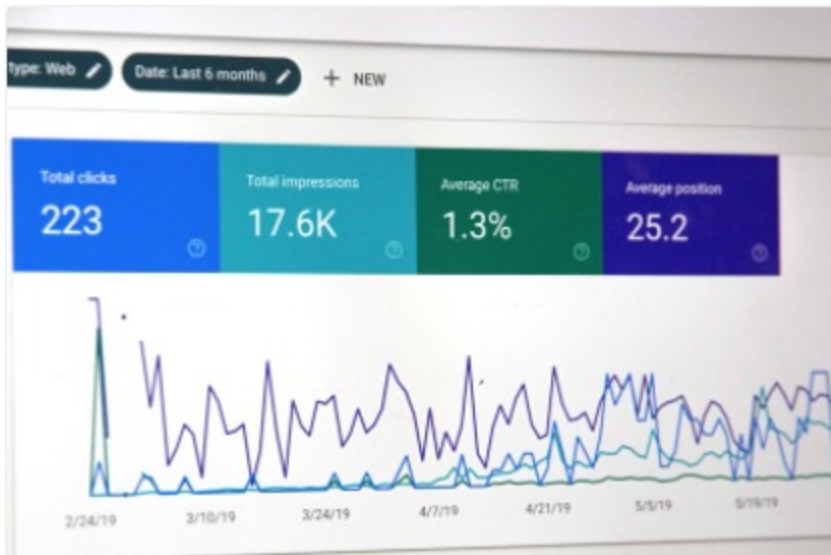 type: Web Date: Last 6 months + NEW
Total clicks Total impressions Average CTR Average position
223 17.6K 1.3% 25.2
2/24/19 3/10/19 3/24/19 4/7/19 4/21/19 5/5/19 5/19/19